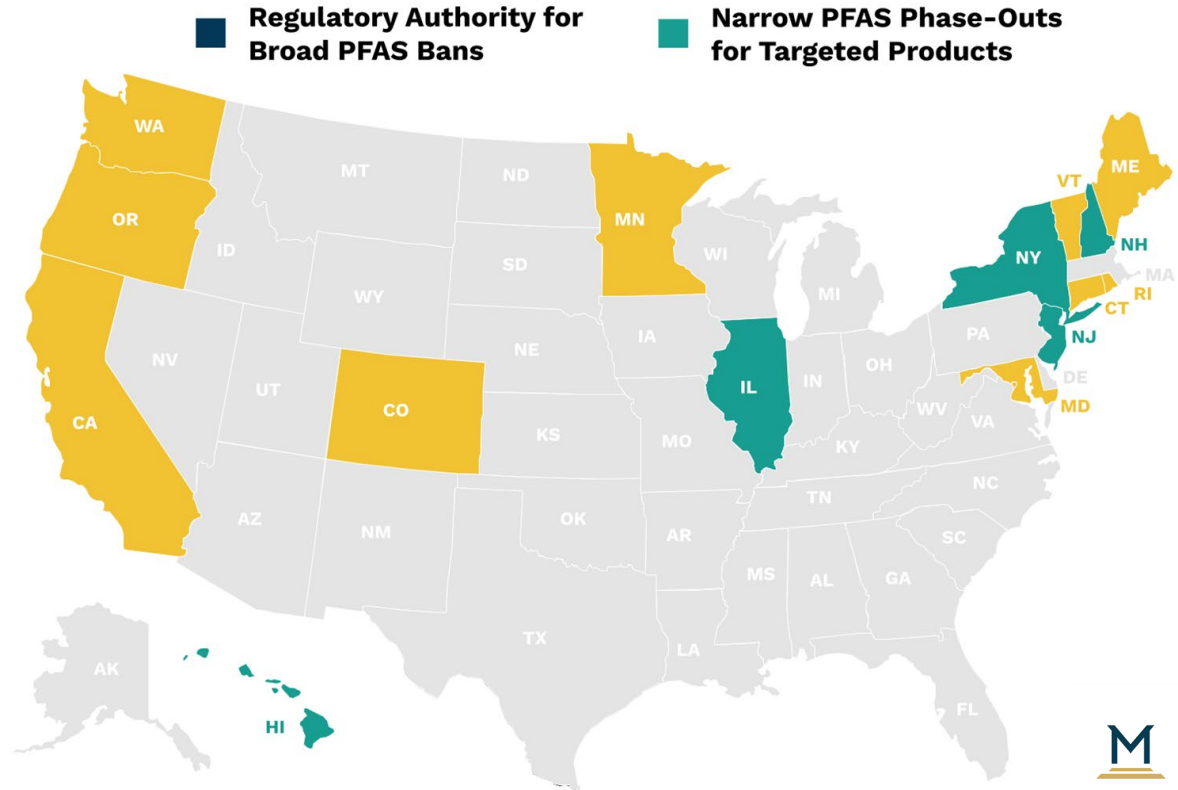 Regulatory Authority for
Broad PFAS Bans
Narrow PFAS Phase-Outs
for Targeted Products
WA
MT
ND
MN
OR
ID
SD
WI
MI
VT
ME
NY
NH
MA
RI
CT
WY
IA
NE
PA
NJ
NV
UT
CO
IL
IN
OH
DE
MD
CA
KS
MO
WV
VA
KY
AZ
NM
OK
AR
TN
NC
SC
MS
AL
GA
TX
LA
AK
HI
FL
M